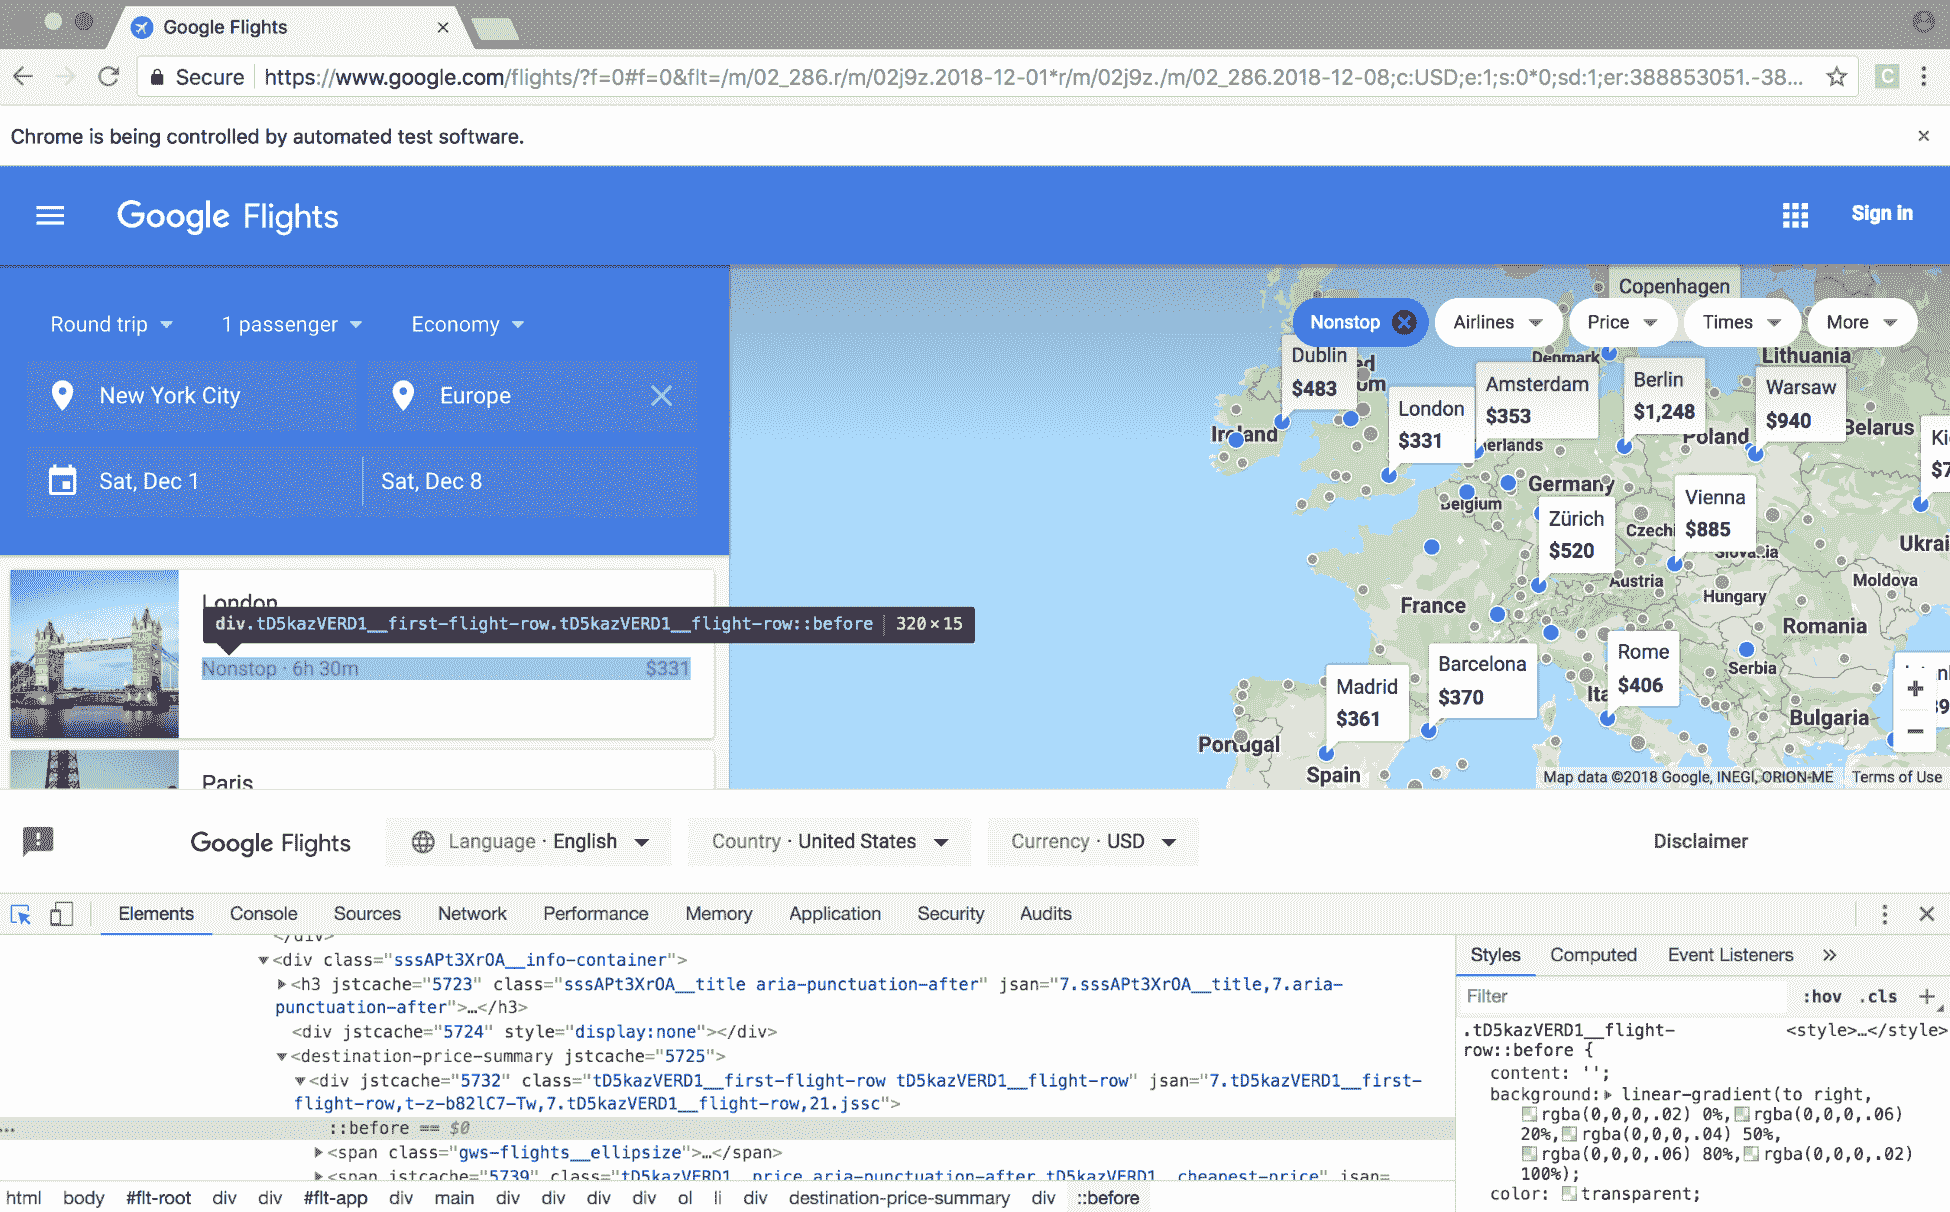 Google Flights
Secure https://www.google.com/flights/?f=0#f=0&flt=/m/02_286.r/m/02j9z.2018-12-01*r/m/02j9z./m/02_286.2018-12-08;c:USD;e:1;s:0*0;sd:1;er:388853051.-38...
C
Chrome is being controlled by automated test software.
Google Flights
Sign in
Round trip 1 passenger Economy
New York City Europe
Sat, Dec 1 Sat, Dec 8
London
div.tD5kazVERD1__first-flight-row.tD5kazVERD1__flight-row::before 320×15
Nonstop · 6h 30m $331
Paris
Nonstop Airlines Price Times More
Copenhagen
Denmark
Lithuania
Dublin
$483
London
$331
Amsterdam
$353
Berlin
$1,248
Warsaw
$940
Belarus
Ireland
erlands
Poland
Germany
Belgium
Vienna
$885
Zürich
$520
Czechi
Slovakia
Ukrai
Austria
Hungary
Moldova
France
Romania
Rome
$406
Serbia
Barcelona
$370
Madrid
$361
Ita
Bulgaria
Portugal
Spain
+
−
Map data ©2018 Google, INEGI, ORION-ME Terms of Use
Google Flights Language · English Country · United States Currency · USD Disclaimer
Elements Console Sources Network Performance Memory Application Security Audits
</div>
<div class="sssAPt3XrOA__info-container">
<h3 jstcache="5723" class="sssAPt3XrOA__title aria-punctuation-after" jsan="7.sssAPt3XrOA__title,7.aria-
punctuation-after">…</h3>
<div jstcache="5724" style="display:none"></div>
<destination-price-summary jstcache="5725">
<div jstcache="5732" class="tD5kazVERD1__first-flight-row tD5kazVERD1__flight-row" jsan="7.tD5kazVERD1__first-
flight-row,t-z-b82lC7-Tw,7.tD5kazVERD1__flight-row,21.jssc">
... ::before == $0
<span class="gws-flights__ellipsize">…</span>
<span jstcache="5739" class="tD5kazVERD1__price aria-punctuation-after tD5kazVERD1__cheapest-price" jsan=
html body #flt-root div div #flt-app div main div div div div ol li div destination-price-summary div ::before
Styles Computed Event Listeners »
Filter :hov .cls +
.tD5kazVERD1__flight- <style>…</style>
row::before {
content: '';
background: linear-gradient(to right,
rgba(0,0,0,.02) 0%, rgba(0,0,0,.06)
20%, rgba(0,0,0,.04) 50%,
rgba(0,0,0,.06) 80%, rgba(0,0,0,.02)
100%);
color: transparent;